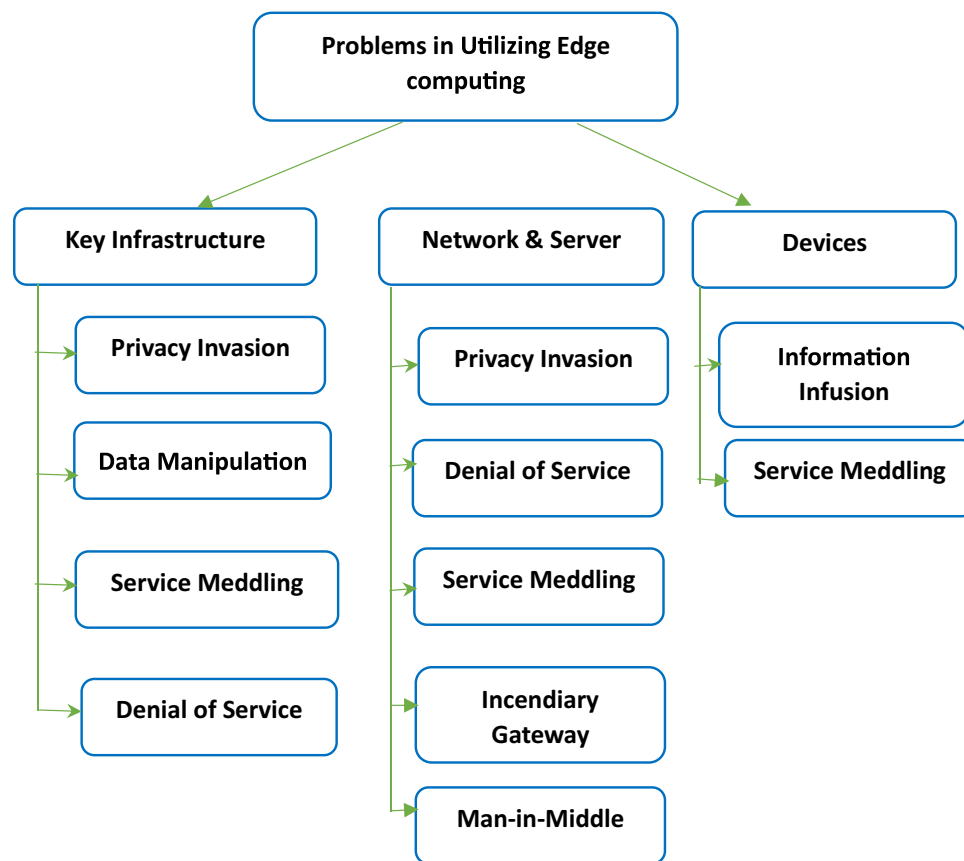 Problems in Utilizing Edge
computing
Key Infrastructure
Network & Server
Devices
Privacy Invasion
Data Manipulation
Service Meddling
Denial of Service
Privacy Invasion
Denial of Service
Service Meddling
Incendiary
Gateway
Man-in-Middle
Information
Infusion
Service Meddling